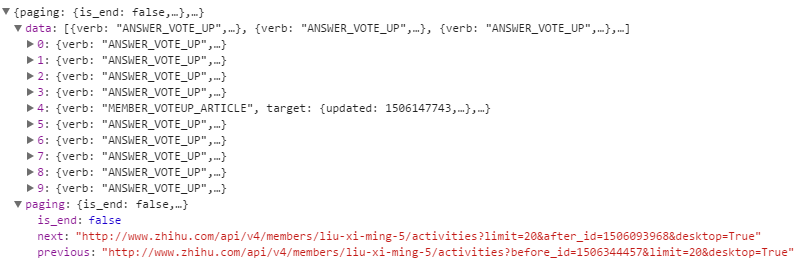 {paging: {is_end: false,…},…}
data: [{verb: "ANSWER_VOTE_UP",…}, {verb: "ANSWER_VOTE_UP",…}, {verb: "ANSWER_VOTE_UP",…},…]
0: {verb: "ANSWER_VOTE_UP",…}
1: {verb: "ANSWER_VOTE_UP",…}
2: {verb: "ANSWER_VOTE_UP",…}
3: {verb: "ANSWER_VOTE_UP",…}
4: {verb: "MEMBER_VOTEUP_ARTICLE", target: {updated: 1506147743,…},…}
5: {verb: "ANSWER_VOTE_UP",…}
6: {verb: "ANSWER_VOTE_UP",…}
7: {verb: "ANSWER_VOTE_UP",…}
8: {verb: "ANSWER_VOTE_UP",…}
9: {verb: "ANSWER_VOTE_UP",…}
paging: {is_end: false,…}
is_end: false
next: "http://www.zhihu.com/api/v4/members/liu-xi-ming-5/activities?limit=20&after_id=1506093968&desktop=True"
previous: "http://www.zhihu.com/api/v4/members/liu-xi-ming-5/activities?before_id=1506344457&limit=20&desktop=True"